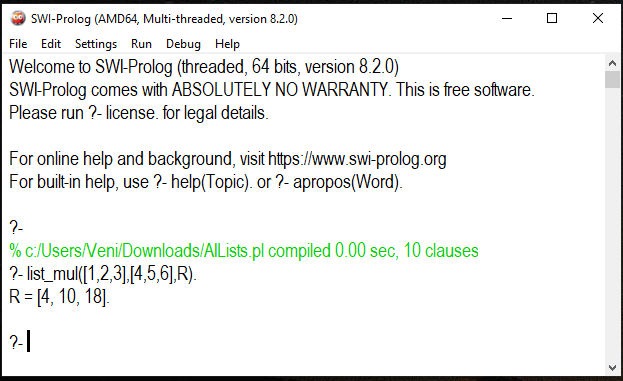 SWI-Prolog (AMD64, Multi-threaded, version 8.2.0)
File Edit Settings Run Debug Help
Welcome to SWI-Prolog (threaded, 64 bits, version 8.2.0)
SWI-Prolog comes with ABSOLUTELY NO WARRANTY. This is free software.
Please run ?- license. for legal details.
For online help and background, visit https://www.swi-prolog.org
For built-in help, use ?- help(Topic). or ?- apropos(Word).
?-
% c:/Users/Veni/Downloads/AILists.pl compiled 0.00 sec, 10 clauses
?- list_mul([1,2,3],[4,5,6],R).
R = [4, 10, 18].
?-